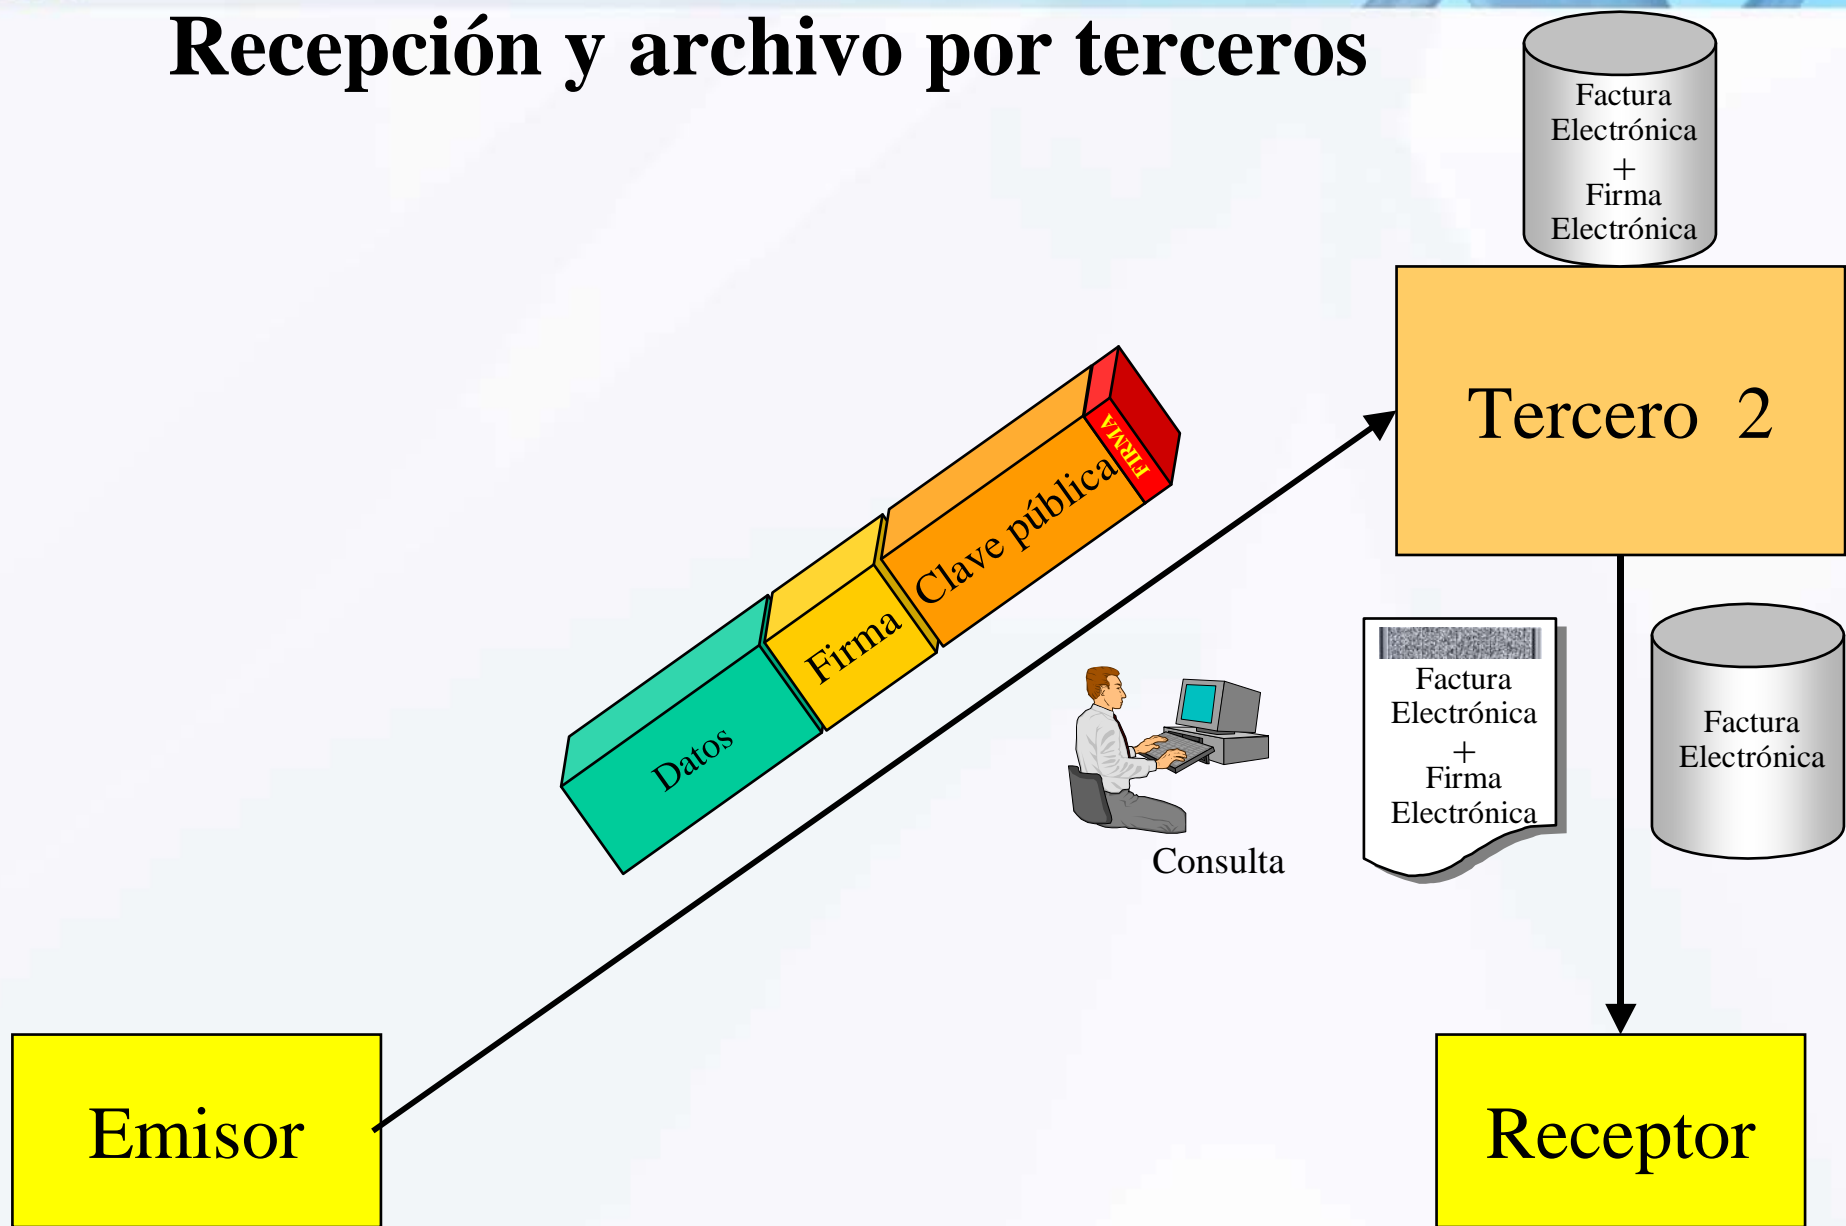 Recepción y archivo por terceros
Factura
Electrónica
+
Firma
Electrónica
Tercero 2
FIRMA
Clave pública
Firma
Datos
Factura
Electrónica
+
Firma
Electrónica
Factura
Electrónica
Consulta
Emisor
Receptor